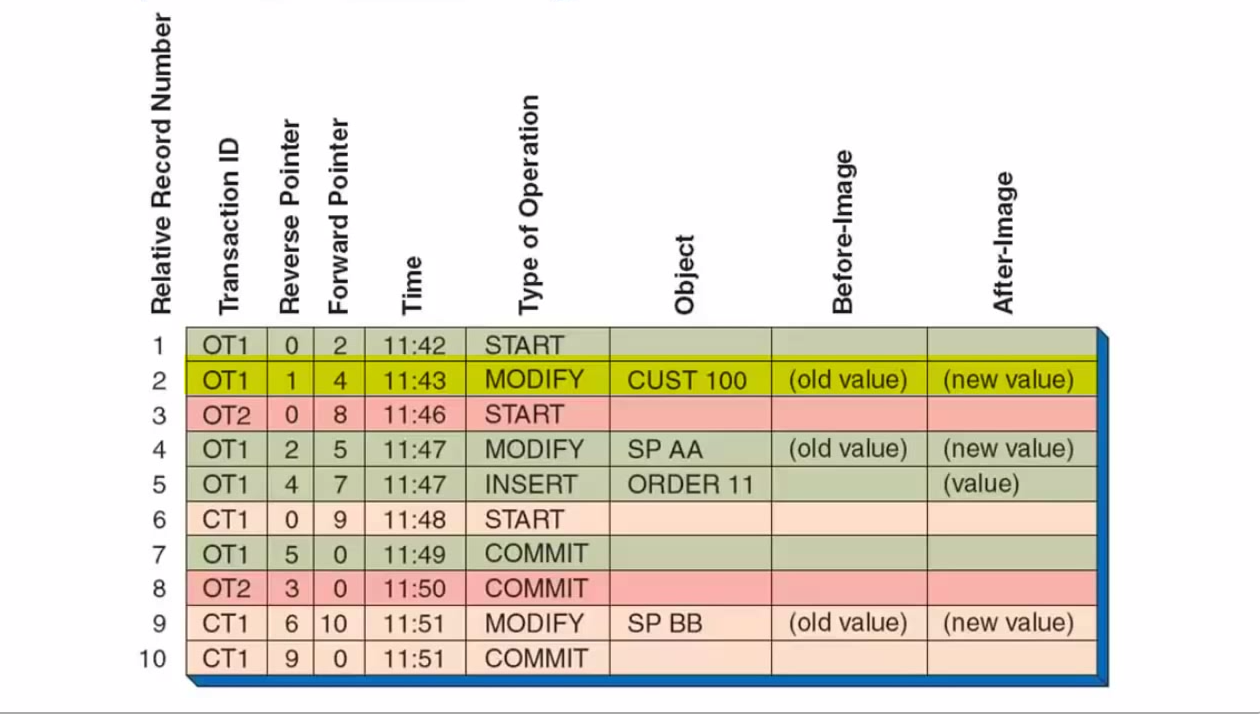 Relative Record Number Transaction ID Reverse Pointer Forward Pointer Time Type of Operation Object Before-Image After-Image
1 OT1 0 2 11:42 START
2 OT1 1 4 11:43 MODIFY CUST 100 (old value) (new value)
3 OT2 0 8 11:46 START
4 OT1 2 5 11:47 MODIFY SP AA (old value) (new value)
5 OT1 4 7 11:47 INSERT ORDER 11 (value)
6 CT1 0 9 11:48 START
7 OT1 5 0 11:49 COMMIT
8 OT2 3 0 11:50 COMMIT
9 CT1 6 10 11:51 MODIFY SP BB (old value) (new value)
10 CT1 9 0 11:51 COMMIT